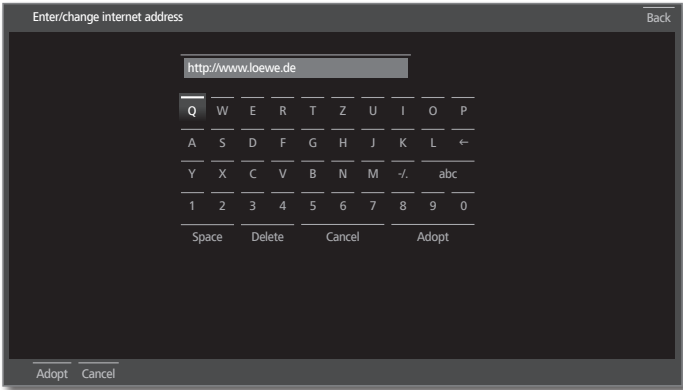 Enter/change internet address Back
http://www.loewe.de
Q W E R T Z U I O P
A S D F G H J K L ←
Y X C V B N M -/. abc
1 2 3 4 5 6 7 8 9 0
Space Delete Cancel Adopt
Adopt Cancel